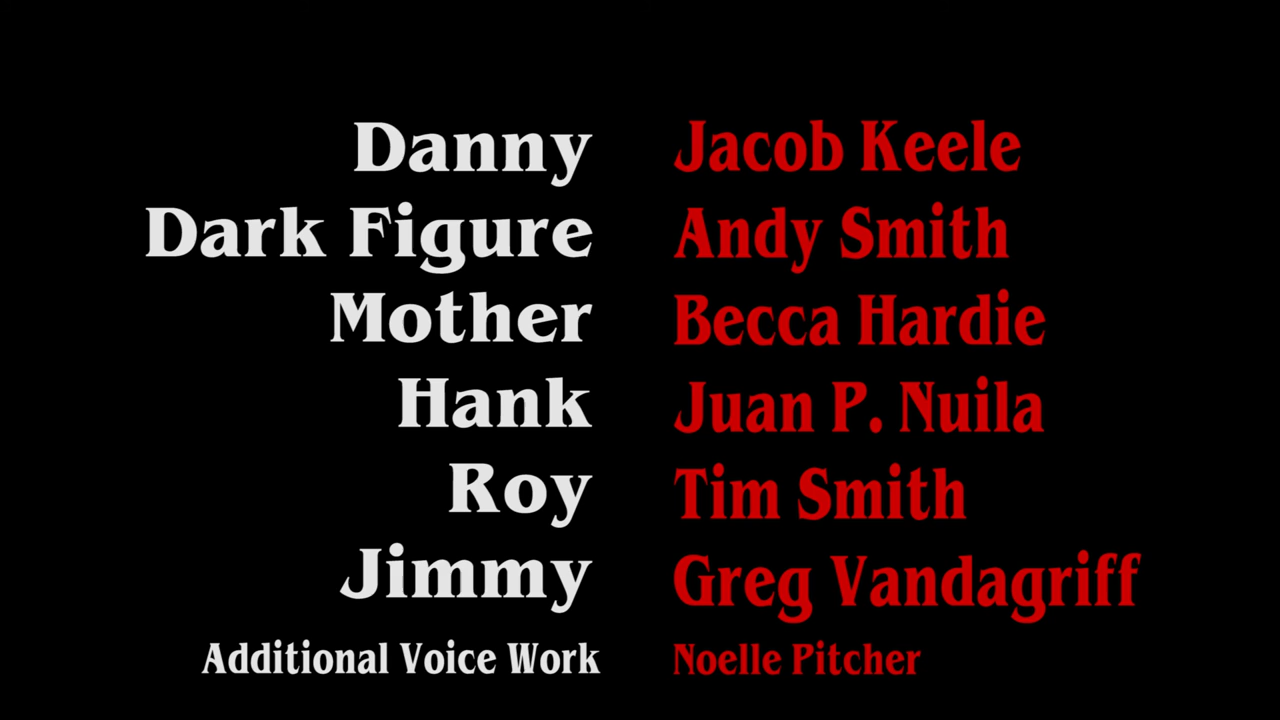 Danny Jacob Keele
Dark Figure Andy Smith
Mother Becca Hardie
Hank Juan P. Nuila
Roy Tim Smith
Jimmy Greg Vandagriff
Additional Voice Work Noelle Pitcher